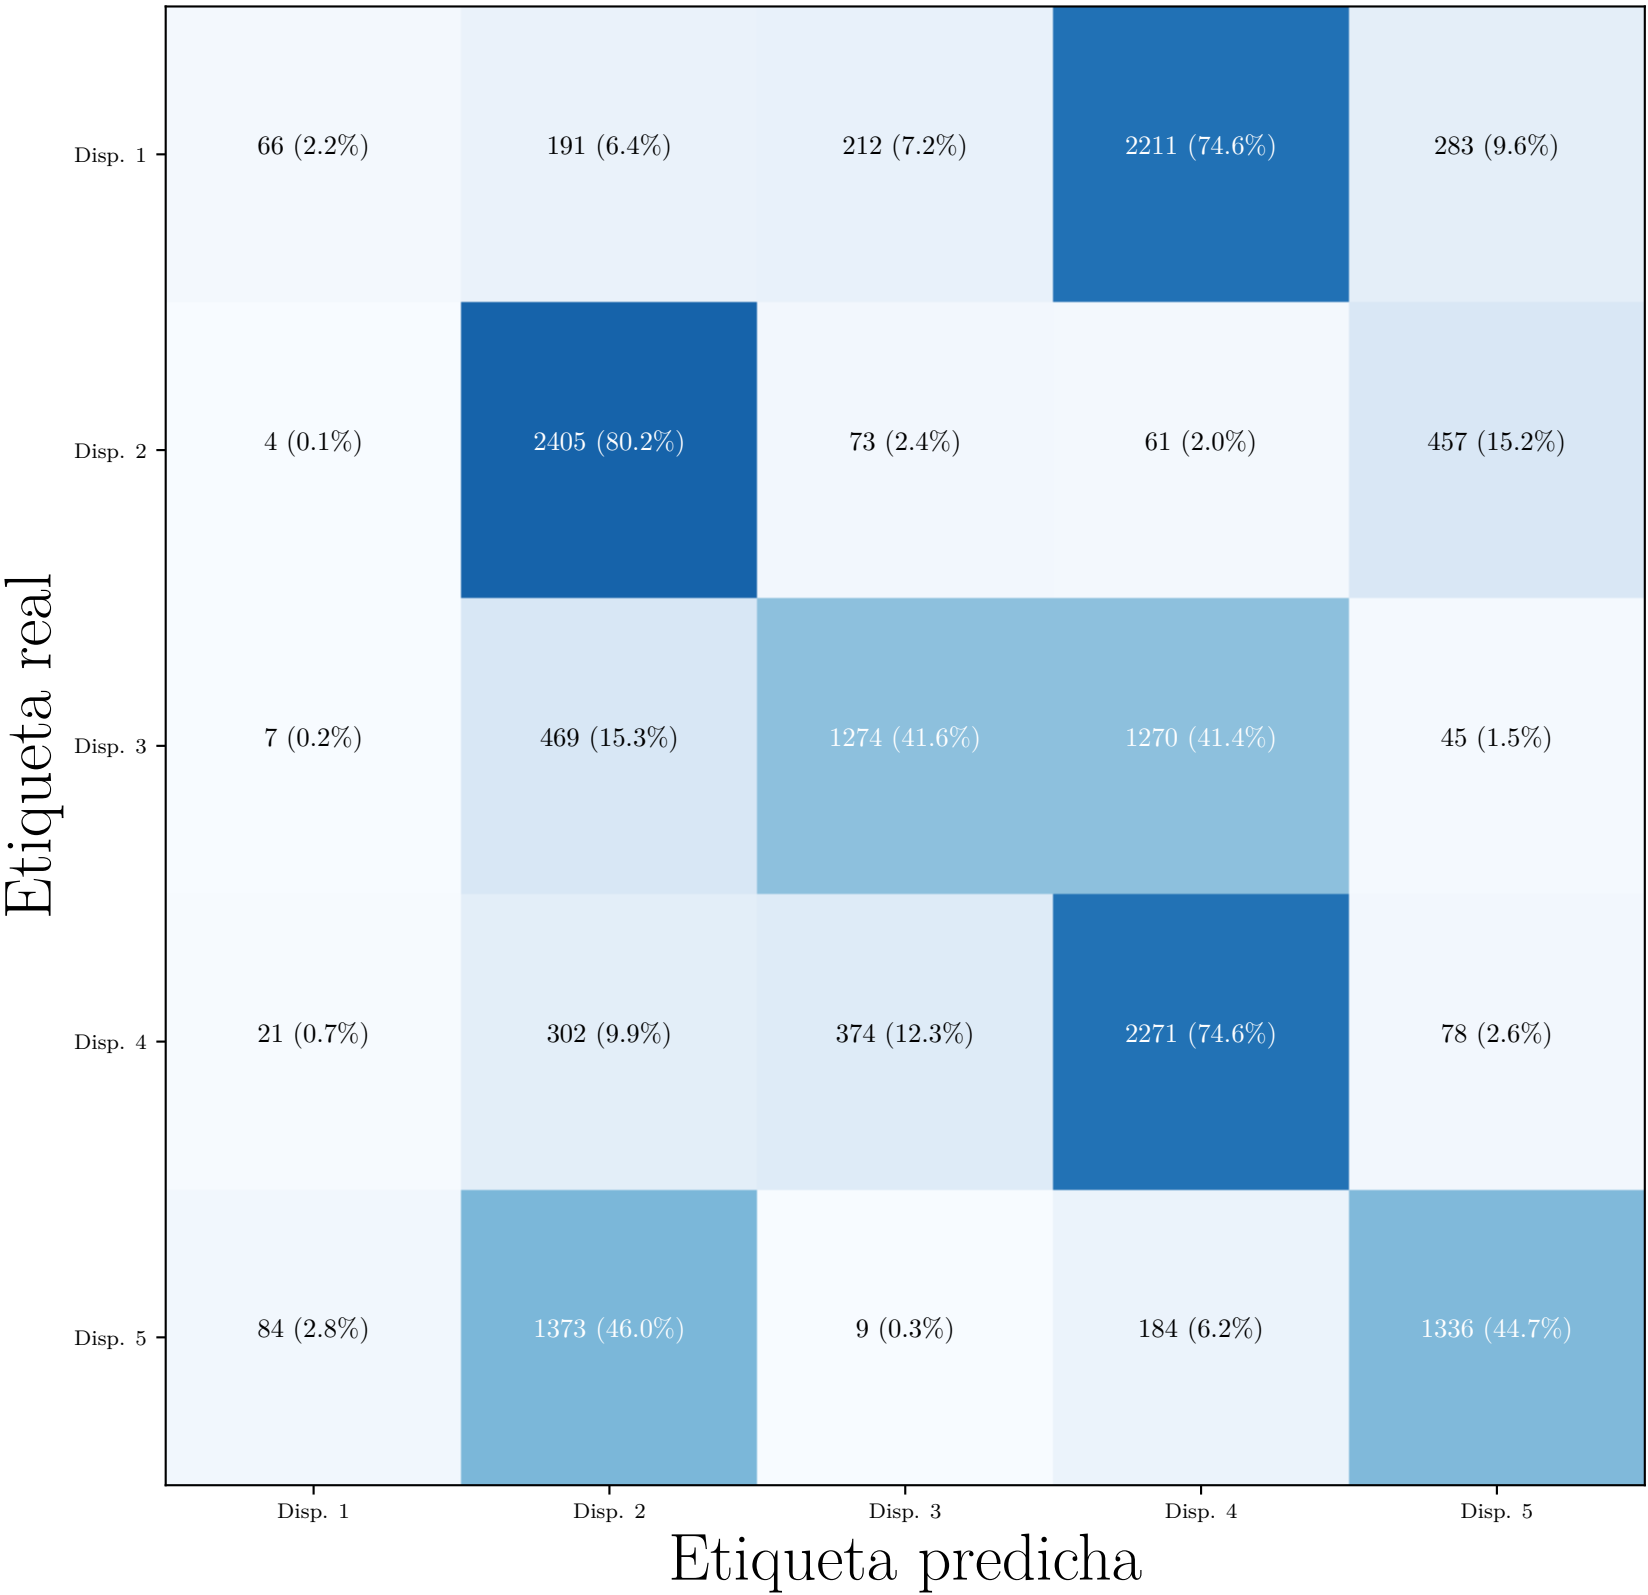 Disp. 1 66 (2.2%) 191 (6.4%) 212 (7.2%) 2211 (74.6%) 283 (9.6%)
Disp. 2 4 (0.1%) 2405 (80.2%) 73 (2.4%) 61 (2.0%) 457 (15.2%)
Etiqueta real
Disp. 3 7 (0.2%) 469 (15.3%) 1274 (41.6%) 1270 (41.4%) 45 (1.5%)
Disp. 4 21 (0.7%) 302 (9.9%) 374 (12.3%) 2271 (74.6%) 78 (2.6%)
Disp. 5 84 (2.8%) 1373 (46.0%) 9 (0.3%) 184 (6.2%) 1336 (44.7%)
Disp. 1 Disp. 2 Disp. 3 Disp. 4 Disp. 5
Etiqueta predicha